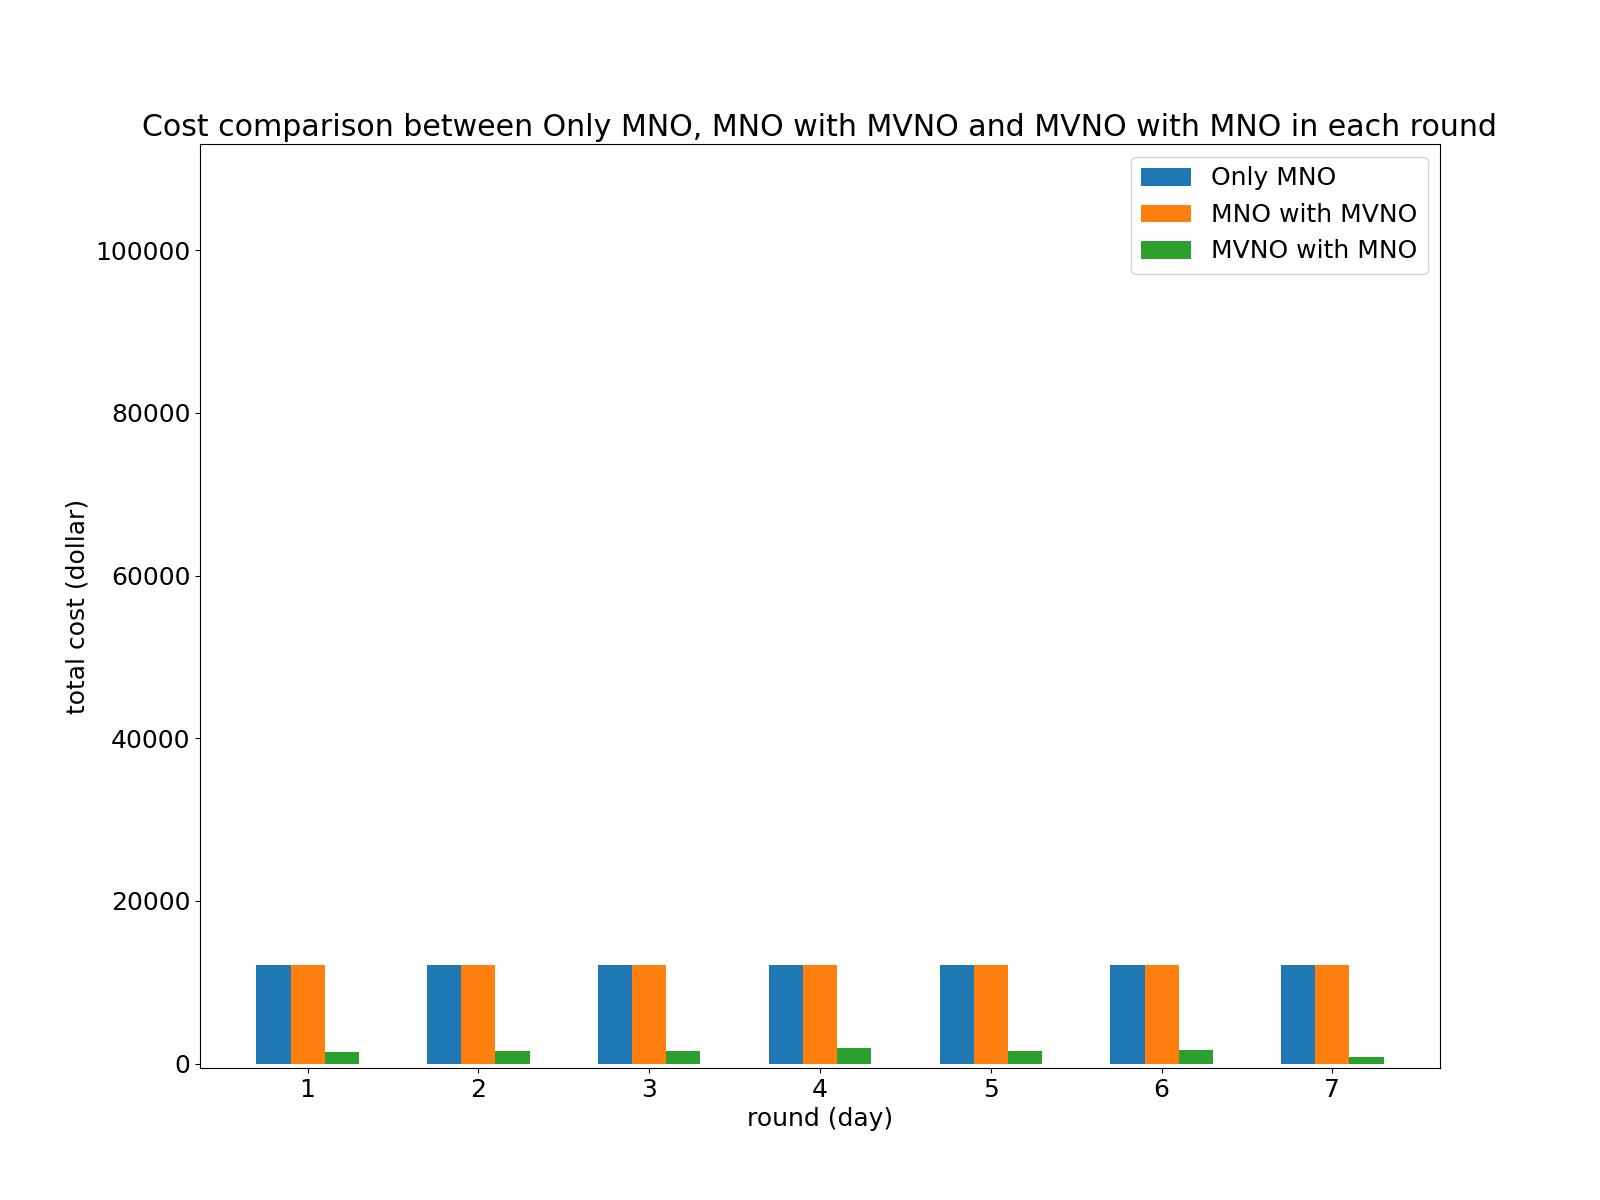 Cost comparison between Only MNO, MNO with MVNO and MVNO with MNO in each round
Only MNO
MNO with MVNO
MVNO with MNO
100000
80000
60000
40000
20000
0
total cost (dollar)
1 2 3 4 5 6 7
round (day)